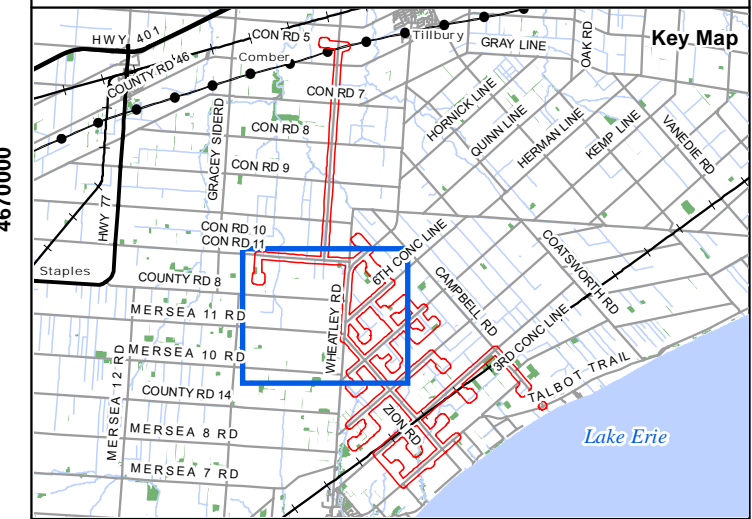 Key Map
4670000
HWY 401
CON RD 5
Tillbury
GRAY LINE
OAK RD
COUNTY RD 46
Comber
CON RD 7
HORNICK LINE
QUINN LINE
HERMAN LINE
KEMP LINE
VANEDIE RD
CON RD 8
GRACEY SIDERD
CON RD 9
HWY 77
CON RD 10
CON RD 11
6TH CONC LINE
COATSWORTH RD
Staples
COUNTY RD 8
CAMPBELL RD
WHEATLEY RD
MERSEA 11 RD
3RD CONC LINE
MERSEA 10 RD
MERSEA 12 RD
TALBOT TRAIL
COUNTY RD 14
ZION RD
MERSEA 8 RD
Lake Erie
MERSEA 7 RD